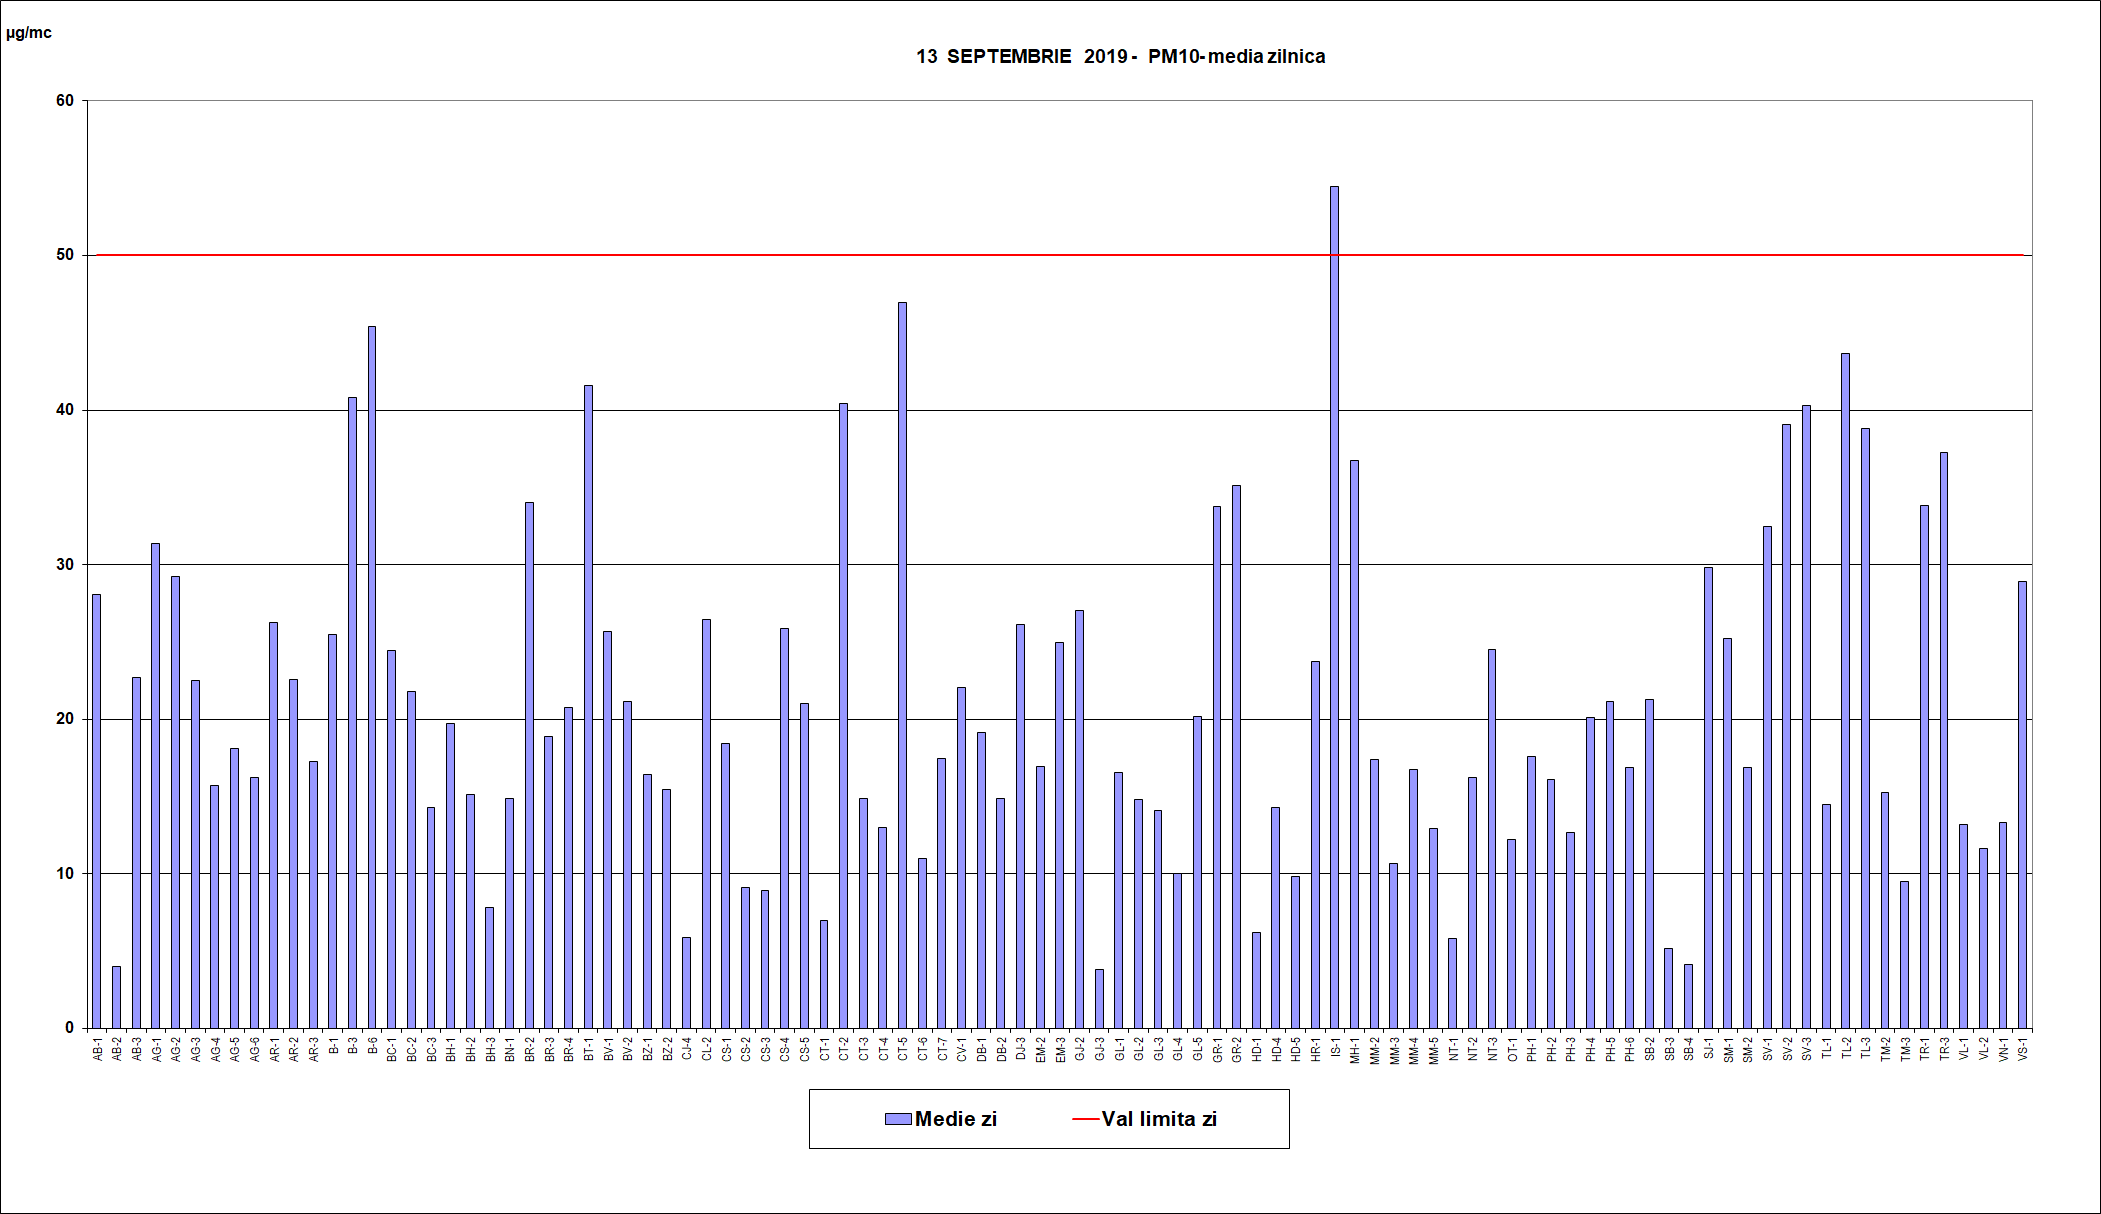 µg/mc
13 SEPTEMBRIE 2019 - PM10- media zilnica
60
50
40
30
20
10
0
AB-1 AB-2 AB-3 AG-1 AG-2 AG-3 AG-4 AG-5 AG-6 AR-1 AR-2 AR-3 B-1 B-3 B-6 BC-1 BC-2 BC-3 BH-1 BH-2 BH-3 BN-1 BR-2 BR-3 BR-4 BT-1 BV-1 BV-2 BZ-1 BZ-2 CJ-4 CL-2 CS-1 CS-2 CS-3 CS-4 CS-5 CT-1 CT-2 CT-3 CT-4 CT-5 CT-6 CT-7 CV-1 DB-1 DB-2 DJ-3 EM-2 EM-3 GJ-2 GJ-3 GL-1 GL-2 GL-3 GL-4 GL-5 GR-1 GR-2 HD-1 HD-4 HD-5 HR-1 IS-1 MH-1 MM-2 MM-3 MM-4 MM-5 NT-1 NT-2 NT-3 OT-1 PH-1 PH-2 PH-3 PH-4 PH-5 PH-6 SB-2 SB-3 SB-4 SJ-1 SM-1 SM-2 SV-1 SV-2 SV-3 TL-1 TL-2 TL-3 TM-2 TM-3 TR-1 TR-3 VL-1 VL-2 VN-1 VS-1
Medie zi Val limita zi